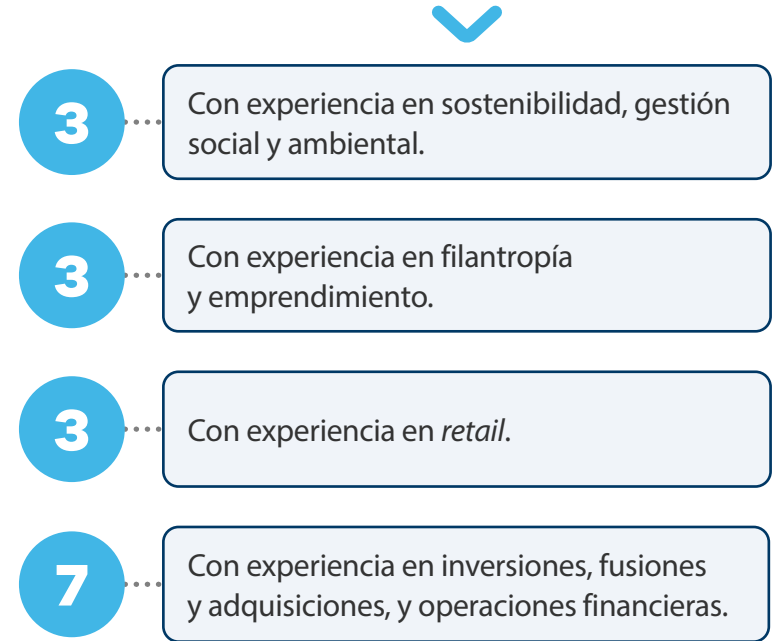 3
Con experiencia en sostenibilidad, gestión
social y ambiental.
3
Con experiencia en filantropía
y emprendimiento.
3
Con experiencia en retail.
7
Con experiencia en inversiones, fusiones
y adquisiciones, y operaciones financieras.